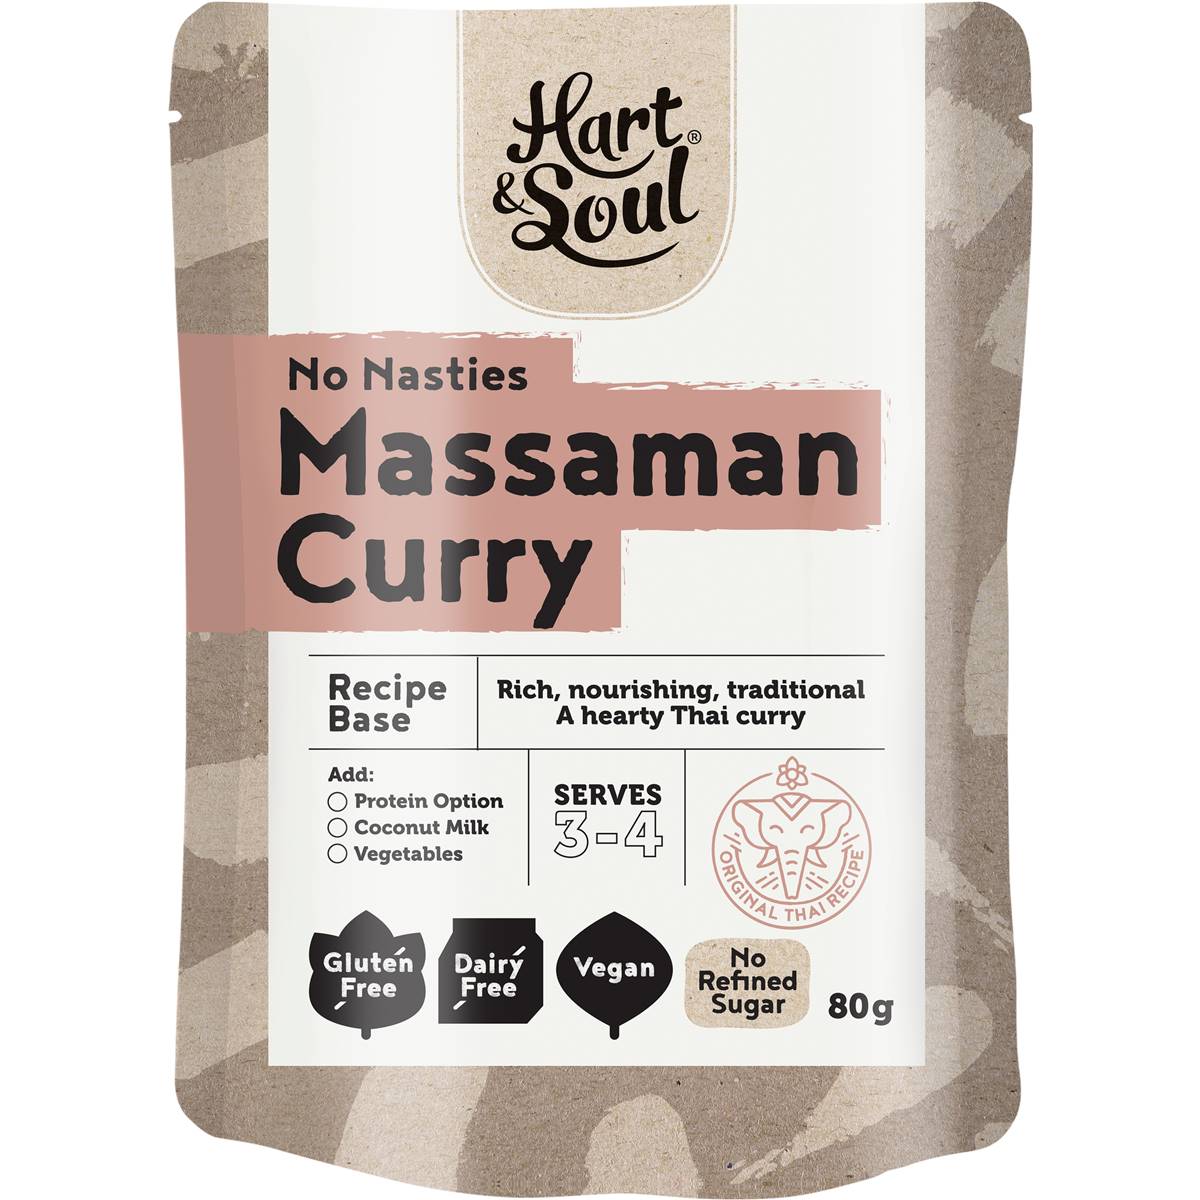 Hart
& Soul®
No Nasties
Massaman
Curry
Recipe
Base
Rich, nourishing, traditional
A hearty Thai curry
Add:
Protein Option
Coconut Milk
Vegetables
SERVES
3-4
ORIGINAL THAI RECIPE
Gluten
Free
Dairy
Free
Vegan
No
Refined
Sugar
80g